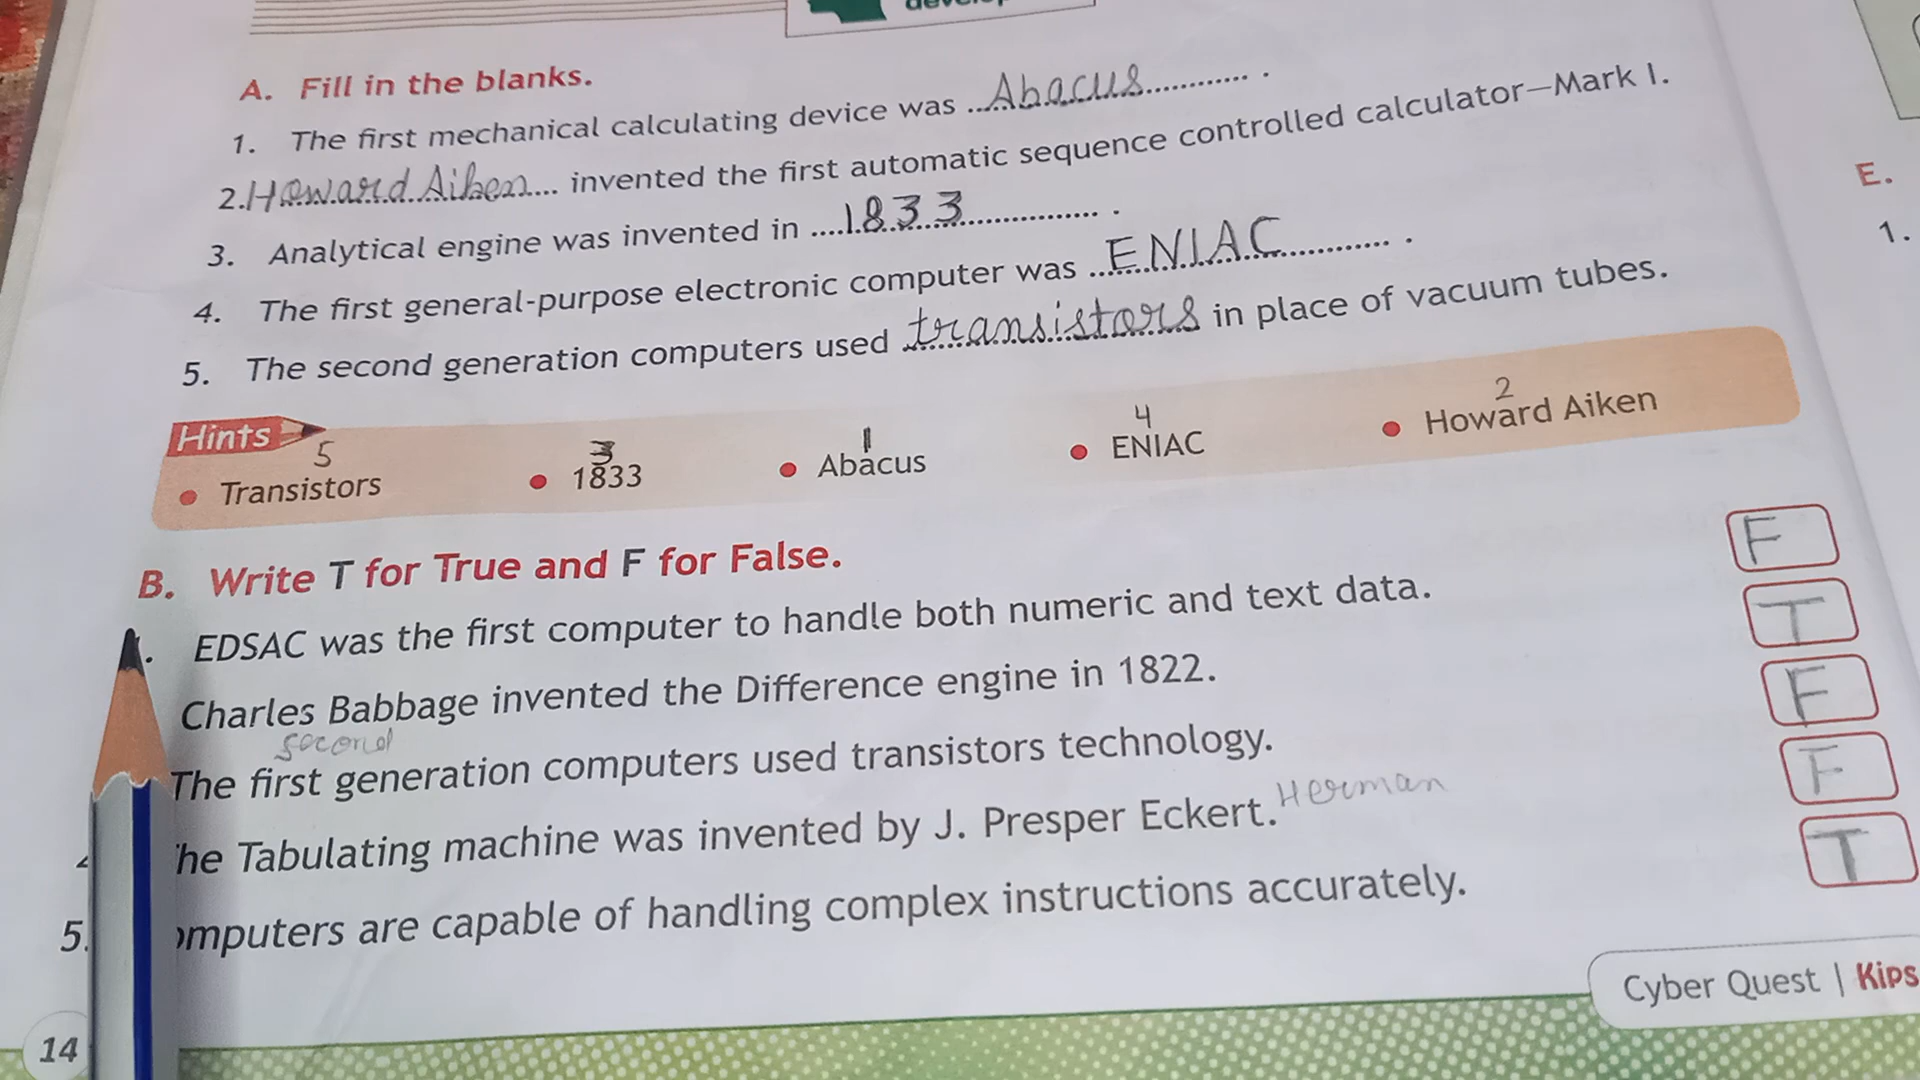 A. Fill in the blanks.
1. The first mechanical calculating device was ....Abacus............ .
2. Howard Aiken.... invented the first automatic sequence controlled calculator—Mark I.
3. Analytical engine was invented in ....1833................ .
4. The first general-purpose electronic computer was ..ENIAC............ .
5. The second generation computers used transistors in place of vacuum tubes.
Hints
5 3 1 4 2
• Transistors • 1833 • Abacus • ENIAC • Howard Aiken
B. Write T for True and F for False.
EDSAC was the first computer to handle both numeric and text data. F
Charles Babbage invented the Difference engine in 1822. T
second
The first generation computers used transistors technology. F
he Tabulating machine was invented by J. Presper Eckert. Herman F
5. omputers are capable of handling complex instructions accurately. T
Cyber Quest | Kips
14
E.
1.